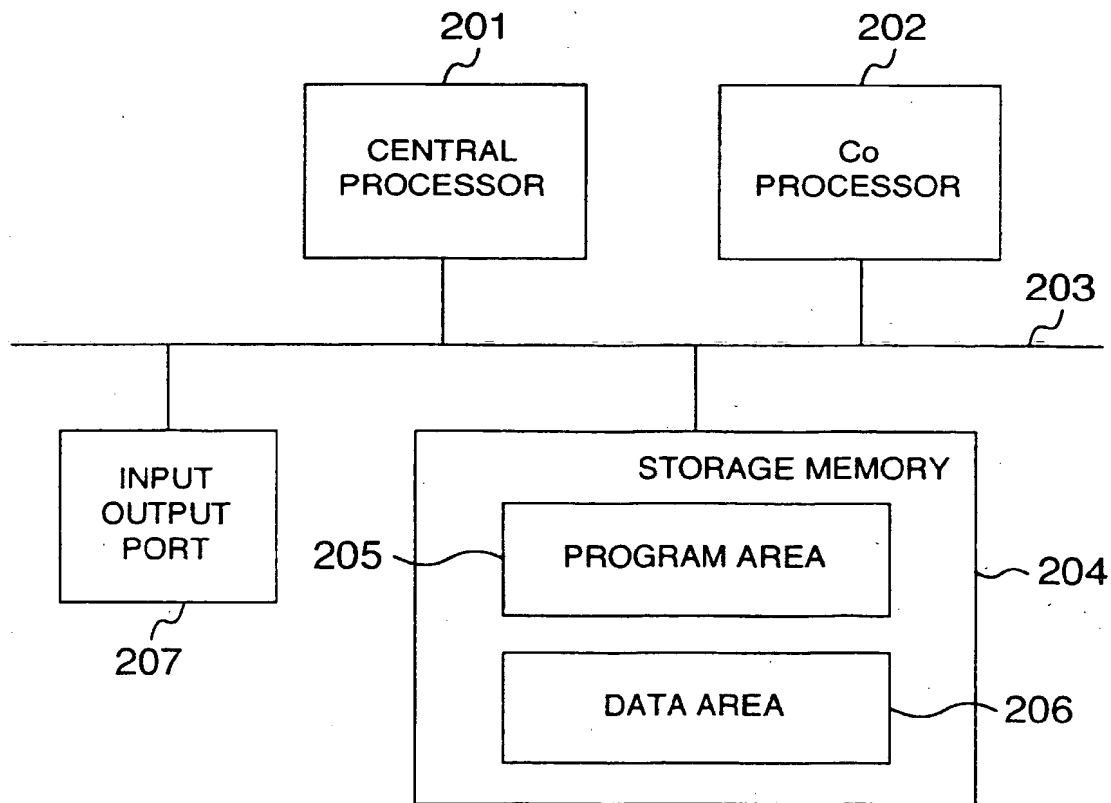 201
202
CENTRAL
PROCESSOR
Co
PROCESSOR
203
INPUT
OUTPUT
PORT
STORAGE MEMORY
205
PROGRAM AREA
204
207
DATA AREA
206